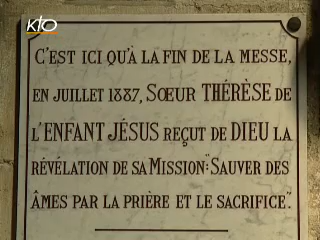 KTO
C'EST ICI QU'À LA FIN DE LA MESSE,
EN JUILLET 1887, SŒUR THÉRÈSE DE
L'ENFANT JÉSUS REÇUT DE DIEU LA
RÉVÉLATION DE SA MISSION: "SAUVER DES
ÂMES PAR LA PRIÈRE ET LE SACRIFICE".